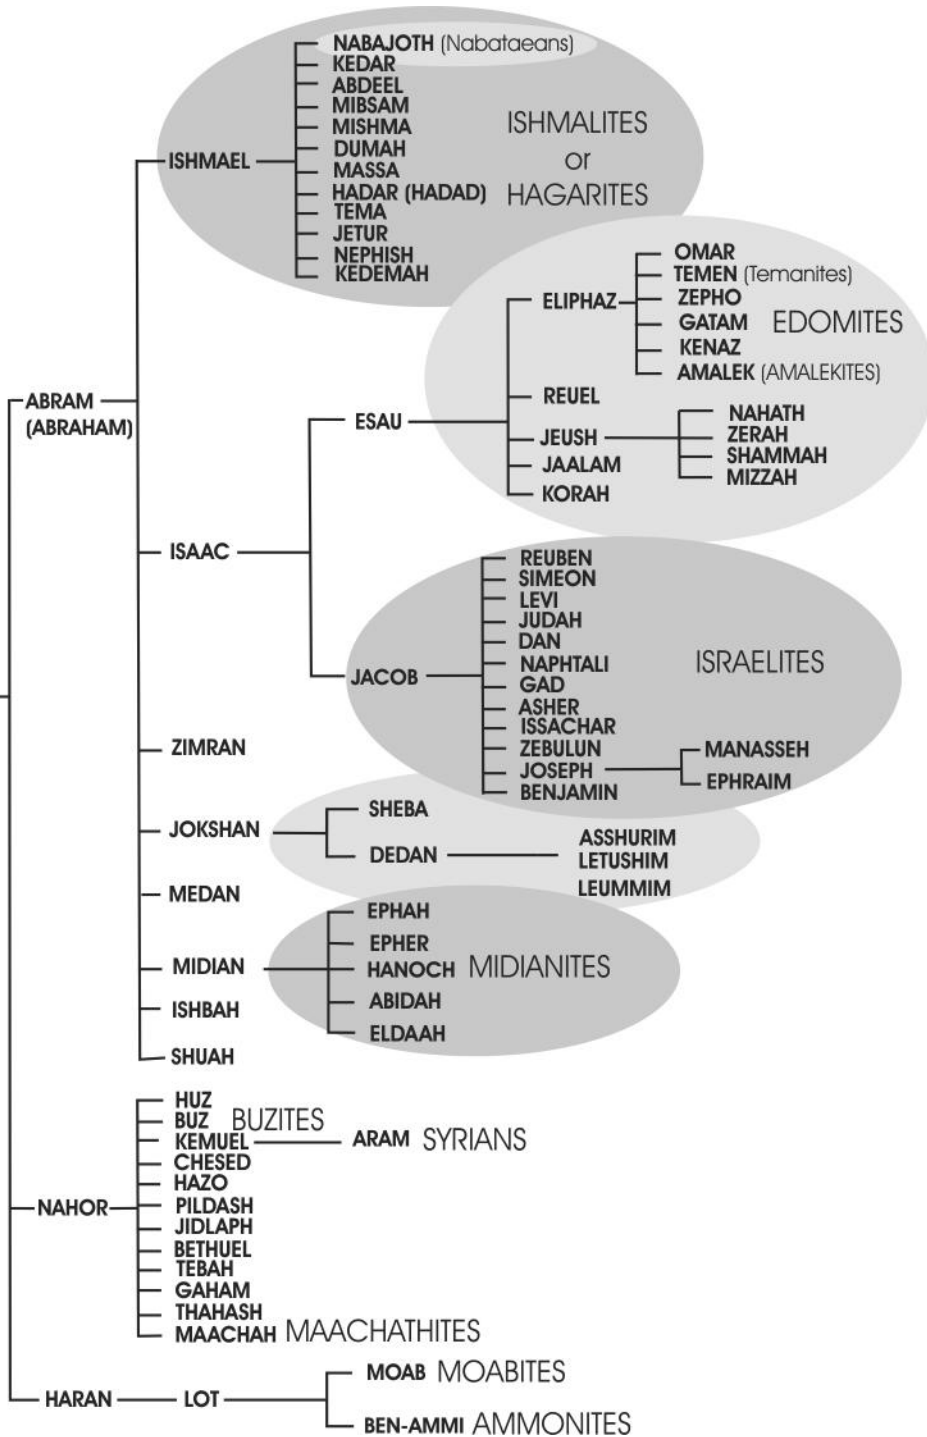 NABAJOTH (Nabataeans)
KEDAR
ABDEEL
MIBSAM
MISHMA
DUMAH
MASSA
HADAR (HADAD)
TEMA
JETUR
NEPHISH
KEDEMAH
ISHMAEL
ISHMALITES
or
HAGARITES
OMAR
TEMEN (Temanites)
ZEPHO
GATAM
KENAZ
AMALEK (AMALEKITES)
ELIPHAZ
EDOMITES
REUEL
JEUSH
JAALAM
KORAH
NAHATH
ZERAH
SHAMMAH
MIZZAH
ESAU
ABRAM
(ABRAHAM)
ISAAC
REUBEN
SIMEON
LEVI
JUDAH
DAN
NAPHTALI
GAD
ASHER
ISSACHAR
ZEBULUN
JOSEPH
BENJAMIN
JACOB
ISRAELITES
MANASSEH
EPHRAIM
ZIMRAN
JOKSHAN
SHEBA
DEDAN
ASSHURIM
LETUSHIM
LEUMMIM
MEDAN
MIDIAN
EPHAH
EPHER
HANOCH MIDIANITES
ABIDAH
ELDAAH
ISHBAH
SHUAH
HUZ
BUZ BUZITES
KEMUEL ARAM SYRIANS
CHESED
HAZO
PILDASH
NAHOR
JIDLAPH
BETHUEL
TEBAH
GAHAM
THAHASH
MAACHAH MAACHATHITES
HARAN LOT
MOAB MOABITES
BEN-AMMI AMMONITES